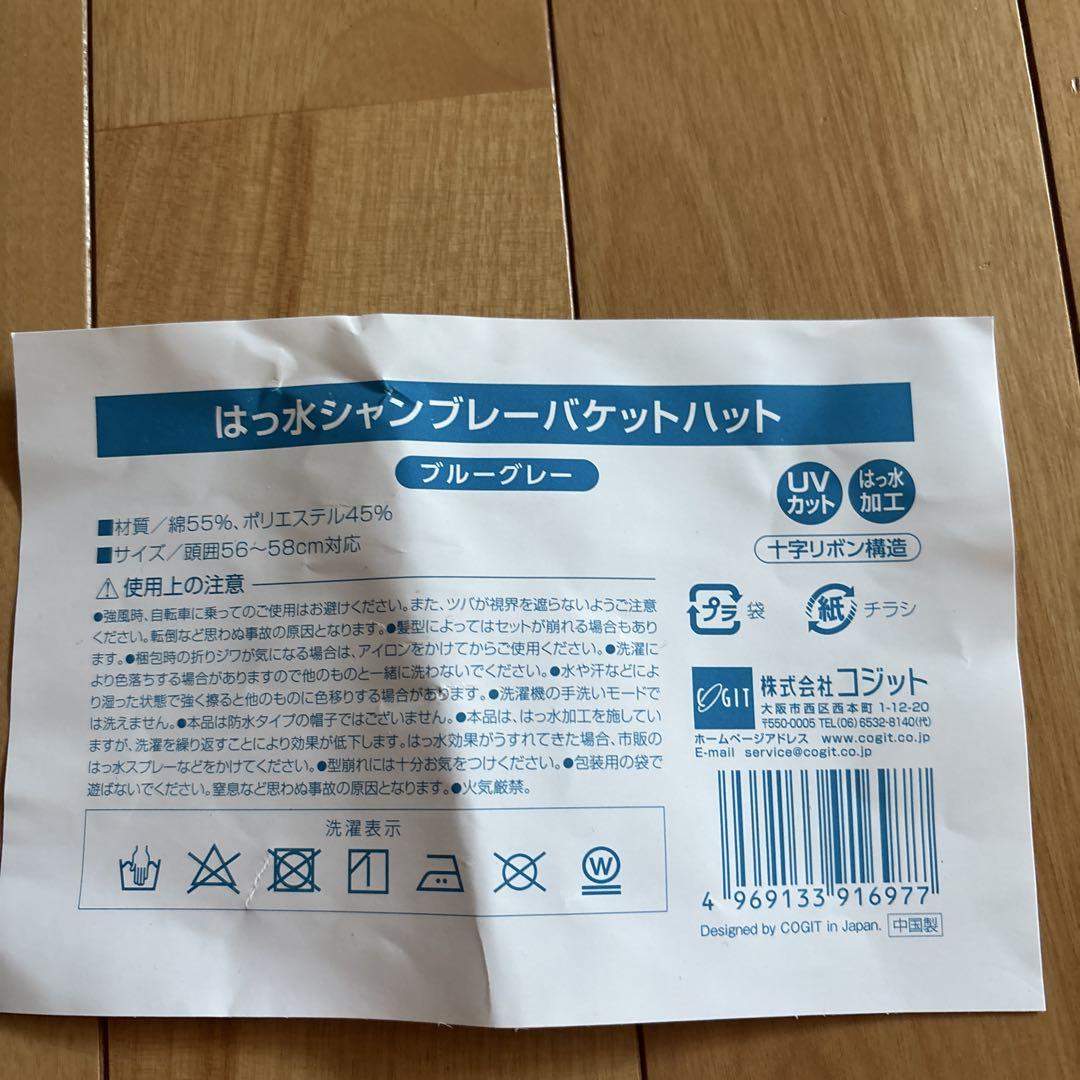 はっ水シャンブレーバケットハット
ブルーグレー
■材質/綿55%、ポリエステル45%
■サイズ/頭囲56〜58cm対応
UVカット
はっ水加工
十字リボン構造
⚠使用上の注意
●強風時、自転車に乗ってのご使用はお避けください。また、ツバが視界を遮らないようご注意
ください。転倒など思わぬ事故の原因となります。●髪型によってはセットが崩れる場合もあり
ます。●梱包時の折りジワが気になる場合は、アイロンをかけてからご使用ください。●洗濯に
より色落ちする場合がありますので他のものと一緒に洗わないでください。●水や汗などによ
り湿った状態で強く擦ると他のものに色移りする場合があります。●洗濯機の手洗いモードで
は洗えません。●本品は防水タイプの帽子ではございません。●本品は、はっ水加工を施してい
ますが、洗濯を繰り返すことにより効果が低下します。はっ水効果がうすれてきた場合、市販の
はっ水スプレーなどをかけてください。●型崩れには十分お気をつけください。●包装用の袋で
遊ばないでください。窒息など思わぬ事故の原因となります。●火気厳禁。
プラ 袋
紙 チラシ
COGIT 株式会社コジット
大阪市西区西本町1-12-20
〒550-0005 TEL(06)6532-8140(代)
ホームページアドレス www.cogit.co.jp
E-mail service@cogit.co.jp
洗濯表示
W
4 969133 916977
Designed by COGIT in Japan. 中国製